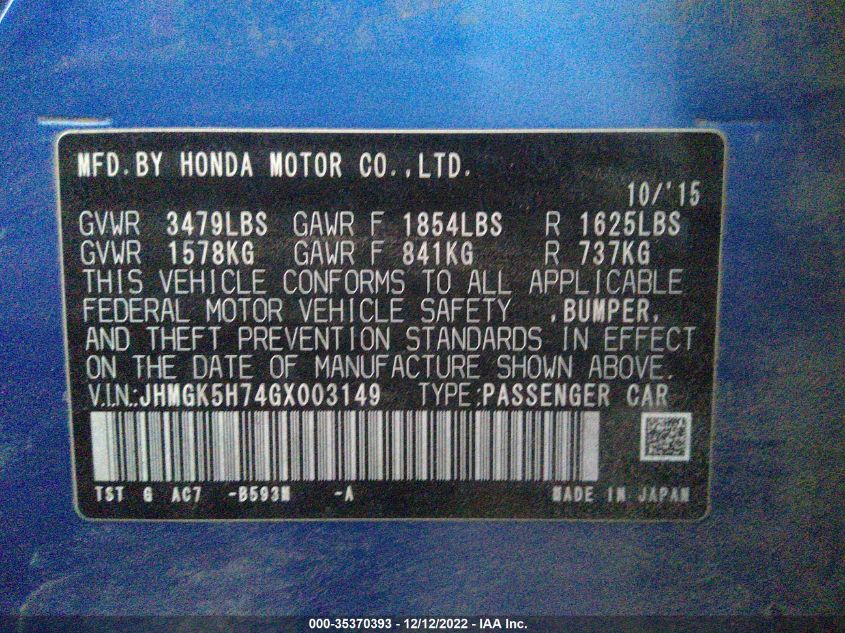 MFD.BY HONDA MOTOR CO.,LTD.
10/'15
GVWR 3479LBS GAWR F 1854LBS R 1625LBS
GVWR 1578KG GAWR F 841KG R 737KG
THIS VEHICLE CONFORMS TO ALL APPLICABLE
FEDERAL MOTOR VEHICLE SAFETY ,BUMPER,
AND THEFT PREVENTION STANDARDS IN EFFECT
ON THE DATE OF MANUFACTURE SHOWN ABOVE.
V.I.N.:JHMGK5H74GX003149 TYPE:PASSENGER CAR
TST G AC7 -B593M -A MADE IN JAPAN
000-35370393 - 12/12/2022 - IAA Inc.